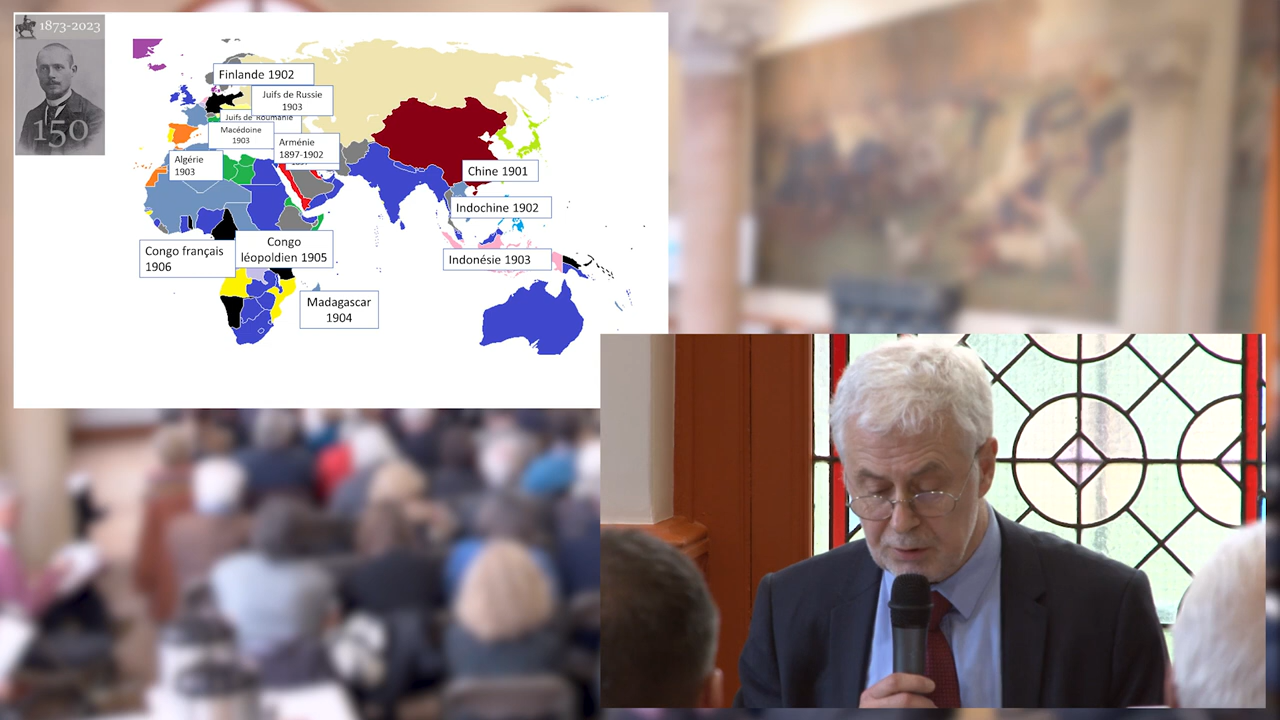 1873-2023
150
Finlande 1902
Juifs de Russie
1903
Juifs de Roumanie
Macédoine
1903
Arménie
1897-1902
Algérie
1903
Chine 1901
Indochine 1902
Congo français
1906
Congo
léopoldien 1905
Indonésie 1903
Madagascar
1904